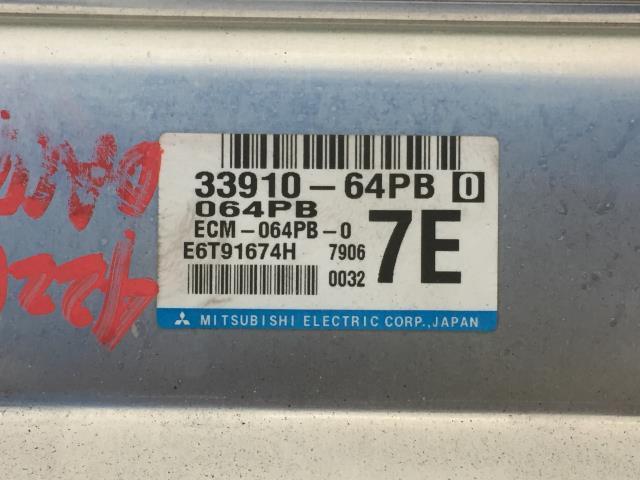 33910-64PB 0
064PB
ECM-064PB-0
7E
E6T91674H 7906
0032
MITSUBISHI ELECTRIC CORP., JAPAN